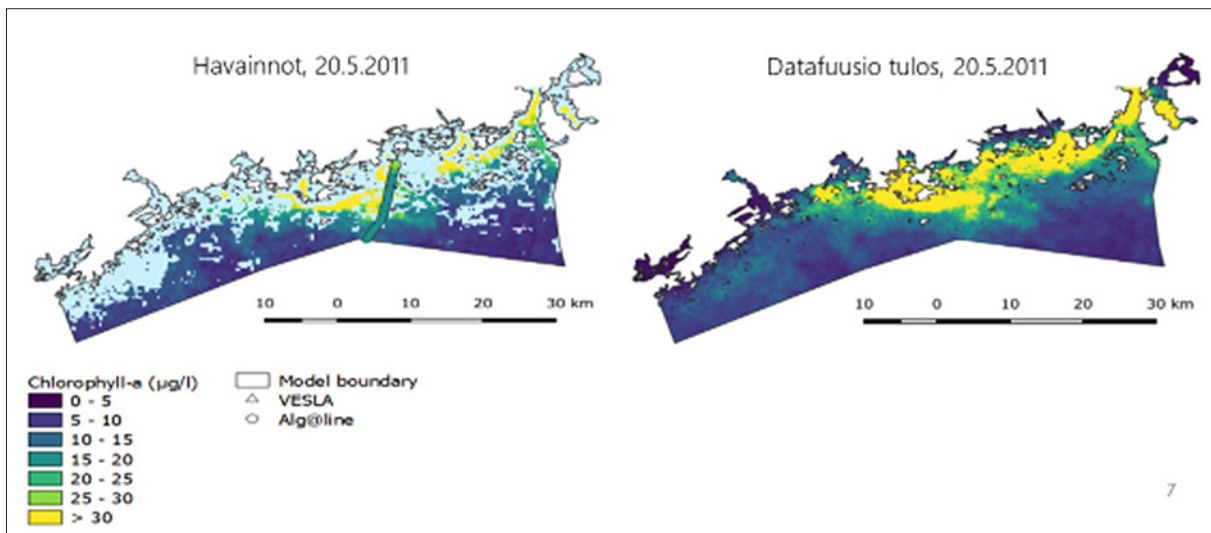 Havainnot, 20.5.2011
Datafuusio tulos, 20.5.2011
10 0 10 20 30 km
10 0 10 20 30 km
Chlorophyll-a (µg/l)
0 - 5
5 - 10
10 - 15
15 - 20
20 - 25
25 - 30
> 30
Model boundary
VESLA
Alg@line
7